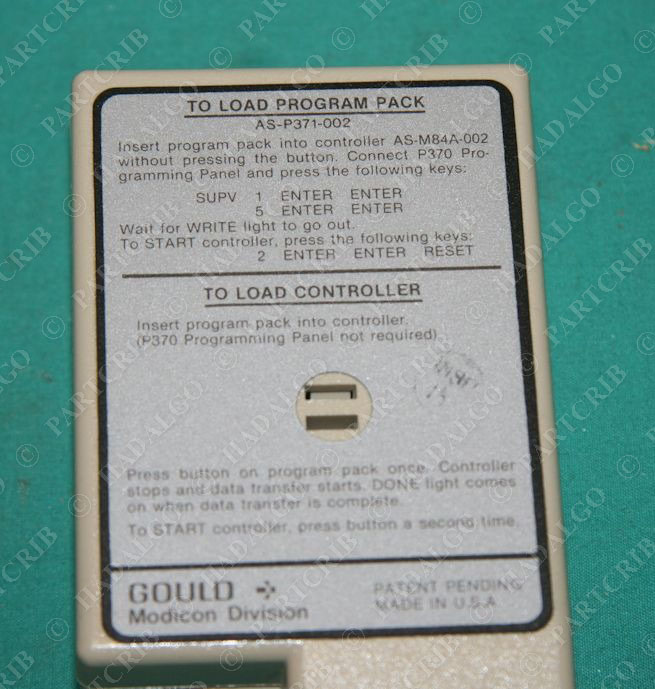 TO LOAD PROGRAM PACK
AS-P371-002
Insert program pack into controller AS-M84A-002
without pressing the button. Connect P370 Pro-
gramming Panel and press the following keys:
SUPV 1 ENTER ENTER
5 ENTER ENTER
Wait for WRITE light to go out.
To START controller, press the following keys:
2 ENTER ENTER RESET
TO LOAD CONTROLLER
Insert program pack into controller.
(P370 Programming Panel not required)
Press button on program pack once. Controller
stops and data transfer starts. DONE light comes
on when data transfer is complete.
To START controller, press button a second time.
GOULD
Modicon Division
PATENT PENDING
MADE IN U.S.A.
© PARTCRIB
© HADALGO